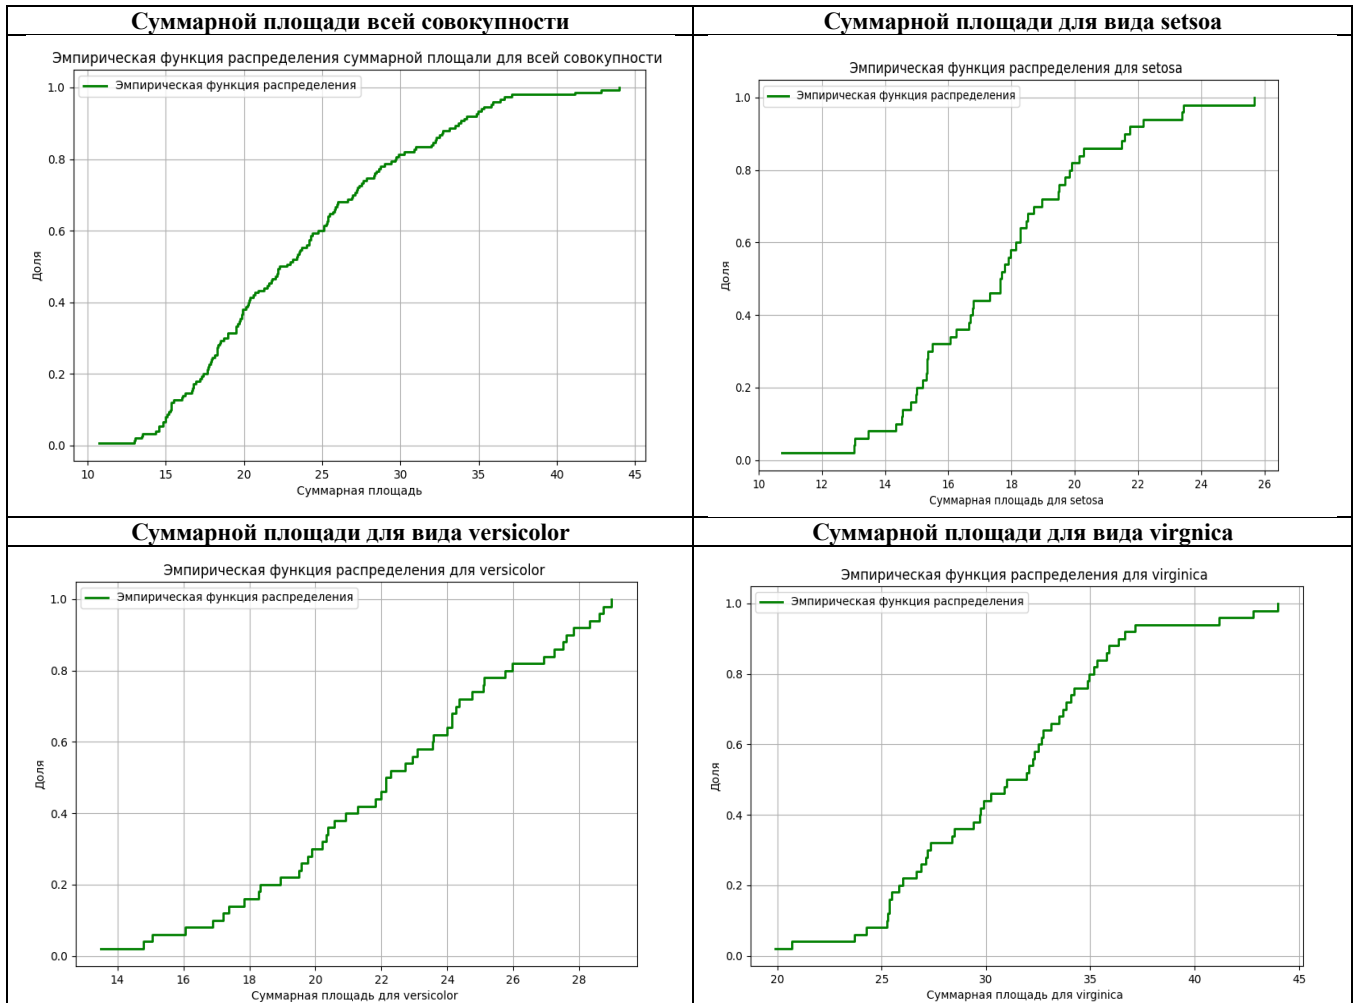 Суммарной площади всей совокупности
Суммарной площади для вида setsoa
Эмпирическая функция распределения суммарной площали для всей совокупности
Эмпирическая функция распределения
1.0
0.8
0.6
0.4
0.2
0.0
Доля
10 15 20 25 30 35 40 45
Суммарная площадь
Эмпирическая функция распределения для setosa
Эмпирическая функция распределения
1.0
0.8
0.6
0.4
0.2
0.0
Доля
10 12 14 16 18 20 22 24 26
Суммарная площадь для setosa
Суммарной площади для вида versicolor
Суммарной площади для вида virgnica
Эмпирическая функция распределения для versicolor
Эмпирическая функция распределения
1.0
0.8
0.6
0.4
0.2
0.0
Доля
14 16 18 20 22 24 26 28
Суммарная площадь для versicolor
Эмпирическая функция распределения для virginica
Эмпирическая функция распределения
1.0
0.8
0.6
0.4
0.2
0.0
Доля
20 25 30 35 40 45
Суммарная площадь для virginica